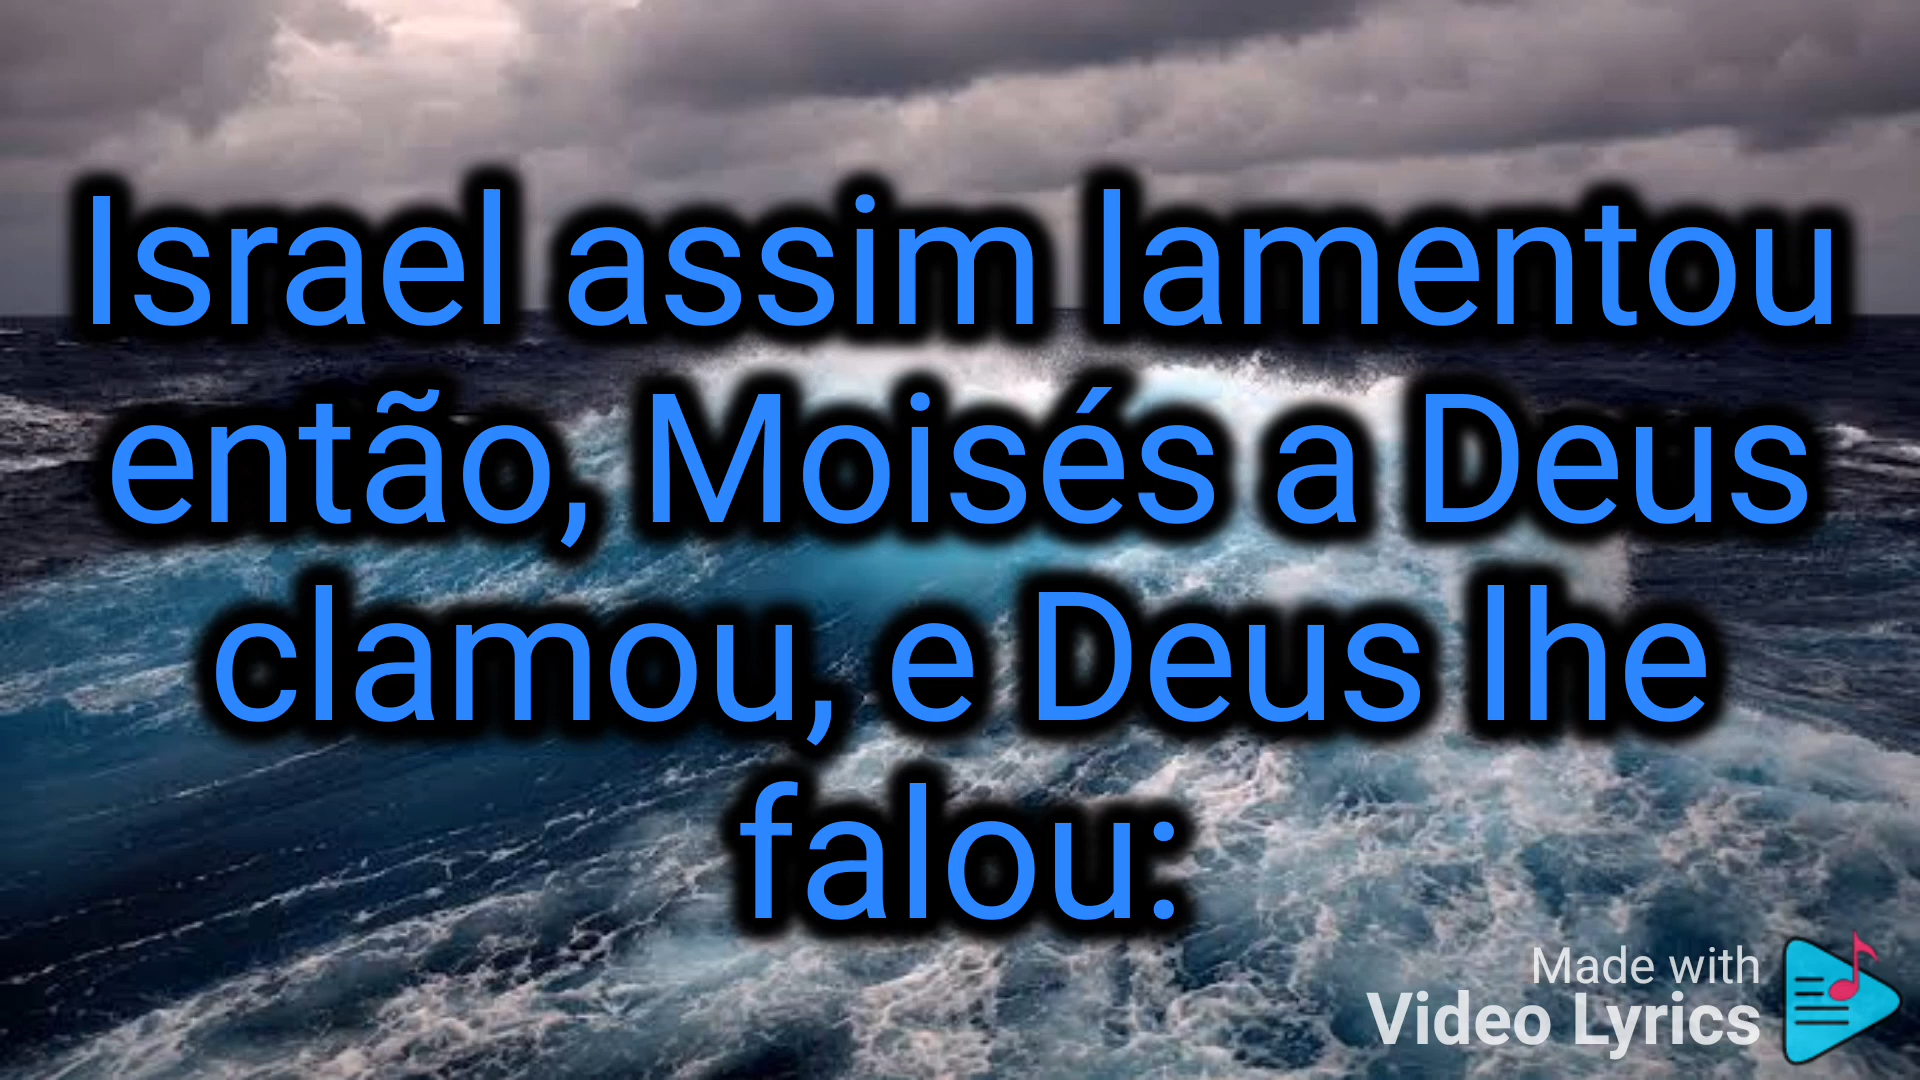 Israel assim lamentou
então, Moisés a Deus
clamou, e Deus lhe
falou:
Made with
Video Lyrics